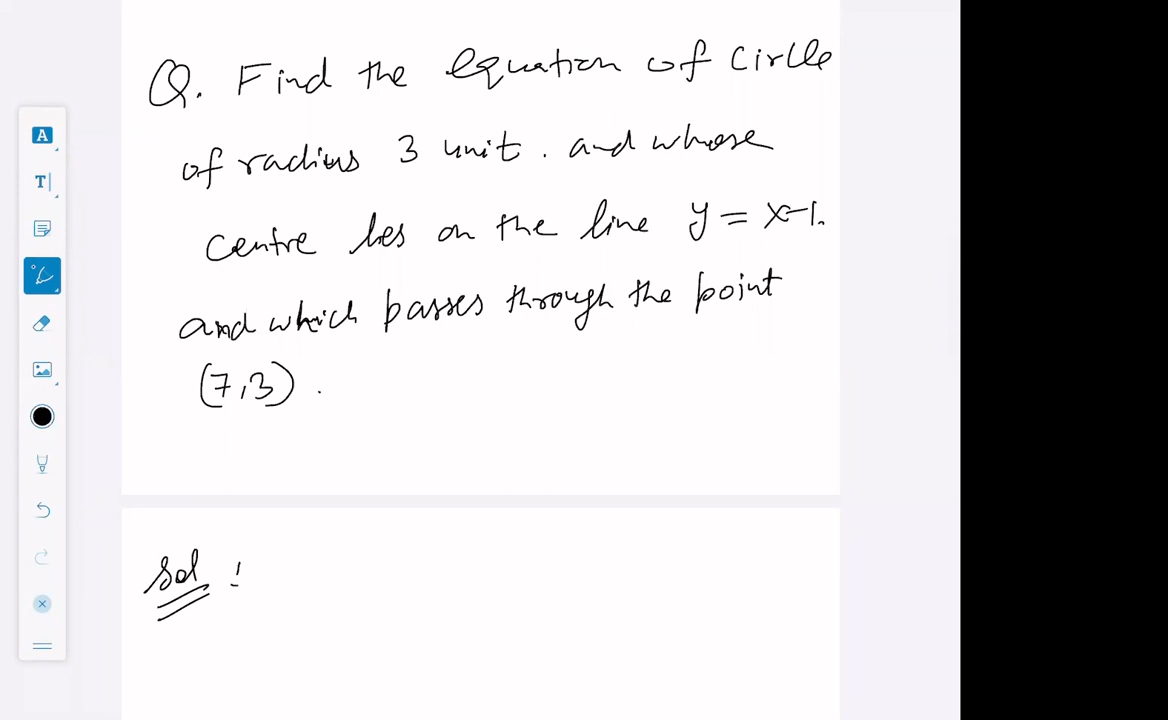 Q. Find the equation of circle
of radius 3 unit. and whose
centre lies on the line y = x-1.
and which passes through the point
(7,3).
Sol :
A
T|